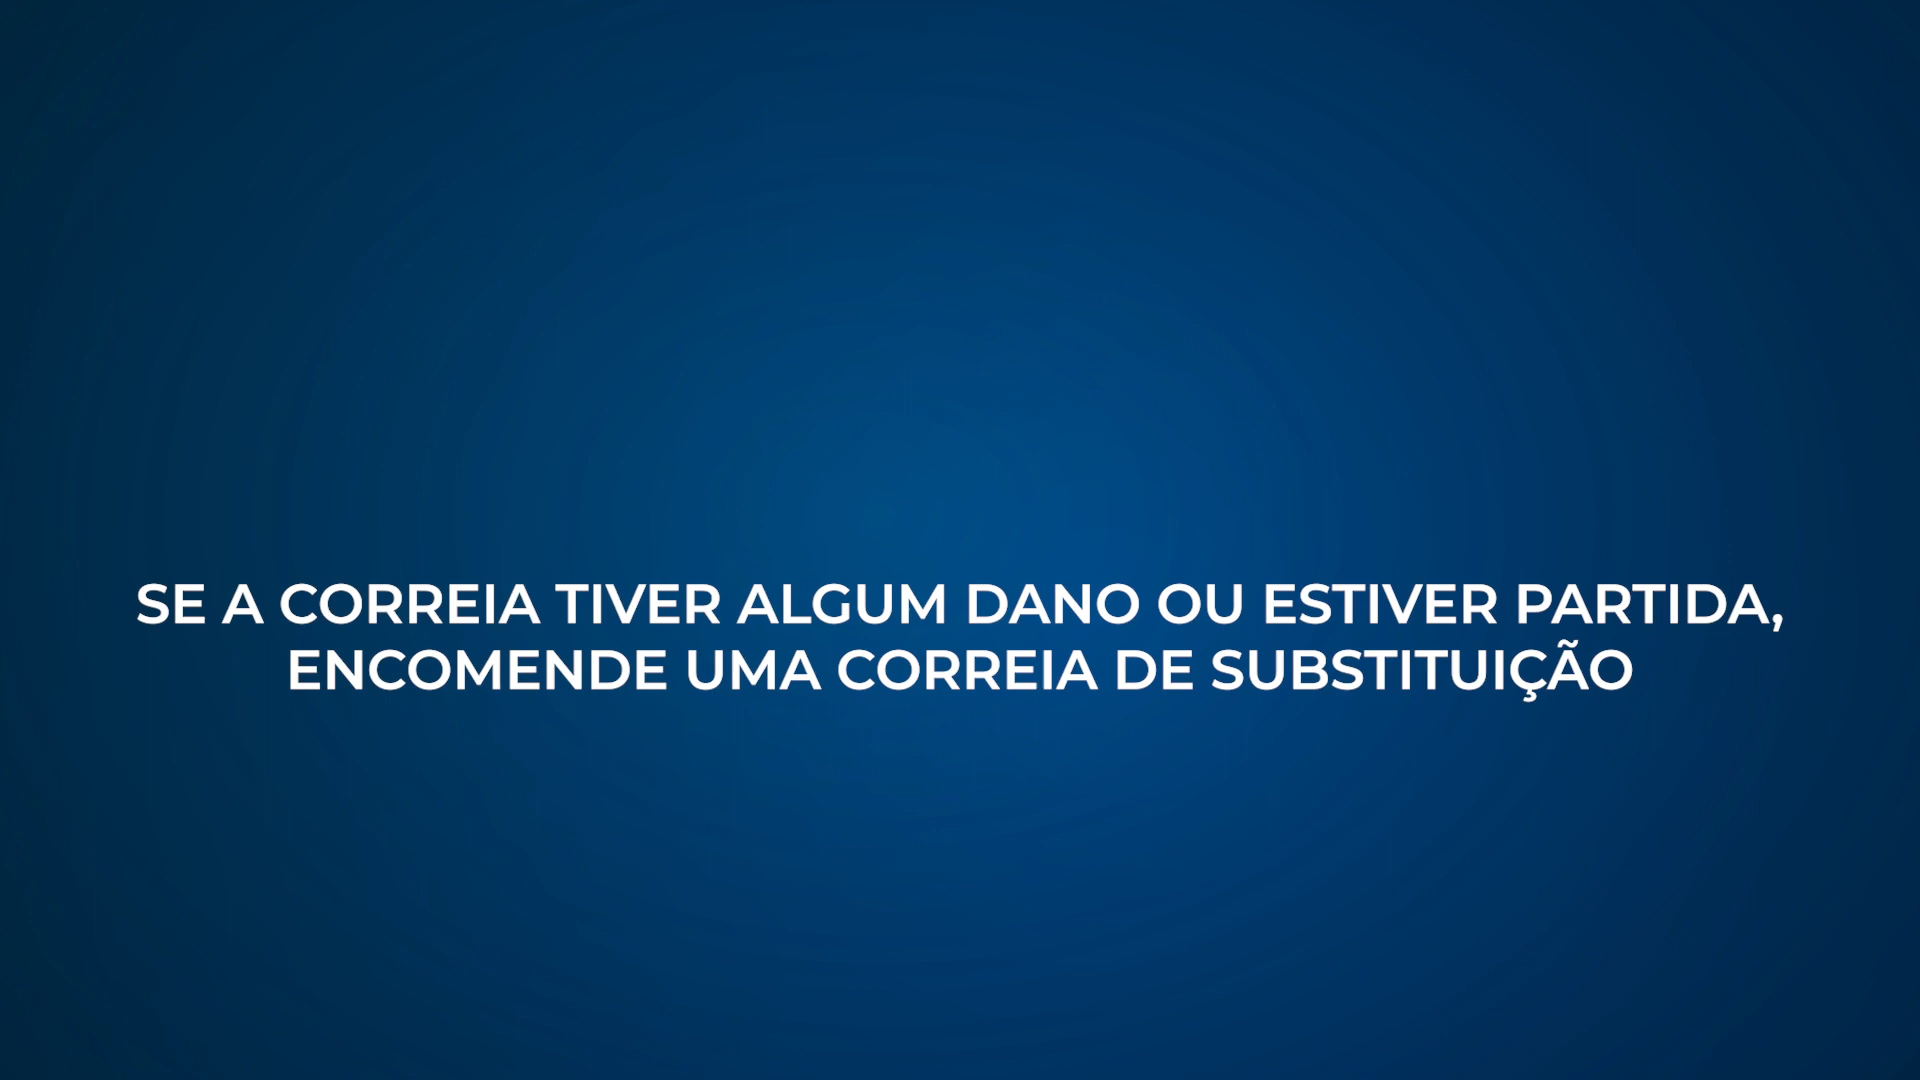 SE A CORREIA TIVER ALGUM DANO OU ESTIVER PARTIDA,
ENCOMENDE UMA CORREIA DE SUBSTITUIÇÃO